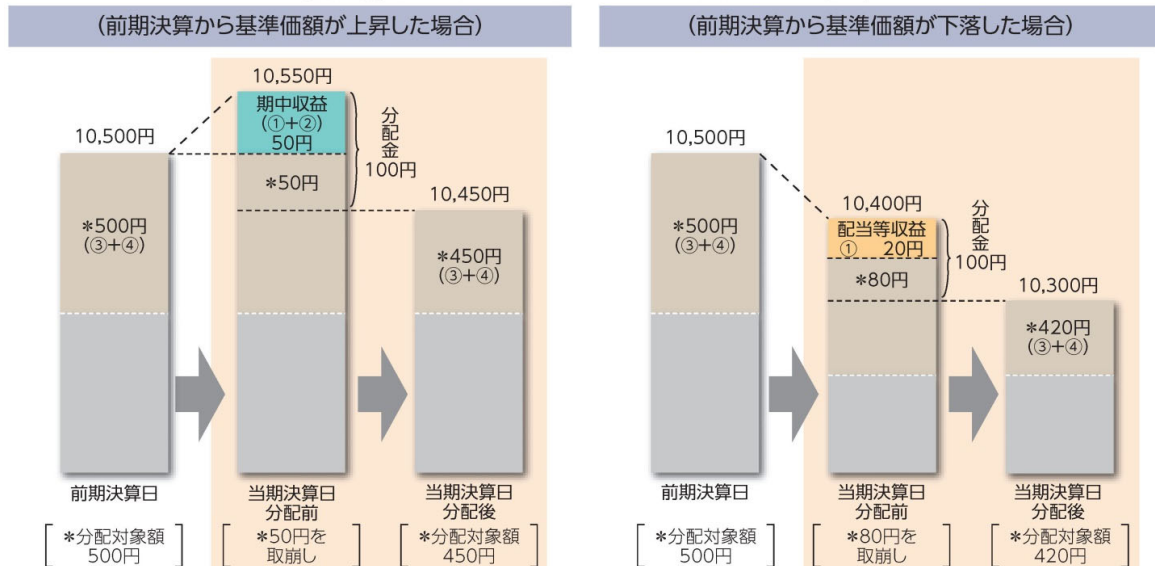 (前期決算から基準価額が上昇した場合)
10,550円
期中収益
(①+②)
50円
分配金
100円
10,500円
*500円
(③+④)
*50円
10,450円
*450円
(③+④)
前期決算日
当期決算日
分配前
当期決算日
分配後
*分配対象額
500円
*50円を
取崩し
*分配対象額
450円
(前期決算から基準価額が下落した場合)
10,500円
*500円
(③+④)
10,400円
配当等収益
① 20円
分配金
100円
*80円
10,300円
*420円
(③+④)
前期決算日
当期決算日
分配前
当期決算日
分配後
*分配対象額
500円
*80円を
取崩し
*分配対象額
420円